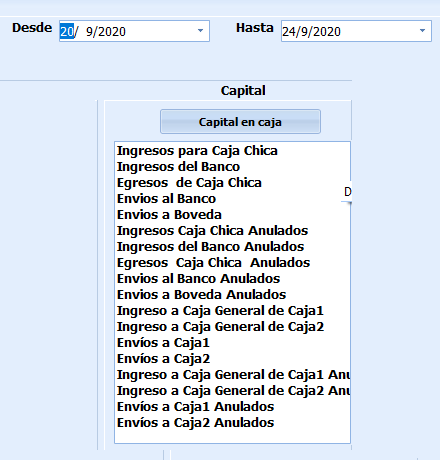 Desde 20/ 9/2020 Hasta 24/9/2020
Capital
Capital en caja
Ingresos para Caja Chica
Ingresos del Banco
Egresos  de Caja Chica
Envios al Banco
Envios a Boveda
Ingresos Caja Chica Anulados
Ingresos del Banco Anulados
Egresos  Caja Chica  Anulados
Envios al Banco Anulados
Envios a Boveda Anulados
Ingreso a Caja General de Caja1
Ingreso a Caja General de Caja2
Envíos a Caja1
Envíos a Caja2
Ingreso a Caja General de Caja1 Anu
Ingreso a Caja General de Caja2 Anu
Envíos a Caja1 Anulados
Envíos a Caja2 Anulados
D